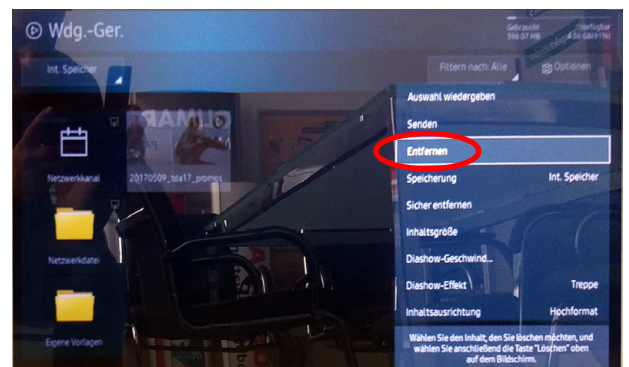 Wdg.-Ger.
Gebraucht
Verfügbar
Int. Speicher
Filtern nach: Alle
Optionen
Auswahl wiedergeben
Senden
Entfernen
Speicherung Int. Speicher
Sicher entfernen
Inhaltsgröße
Diashow-Geschwind...
Diashow-Effekt Treppe
Inhaltsausrichtung Hochformat
Wählen Sie den Inhalt, den Sie löschen möchten, und
wählen Sie anschließend die Taste "Löschen" oben
auf dem Bildschirm.
Netzwerkkanal
20170509_tda17_promos
Netzwerkdatei
Eigene Vorlagen